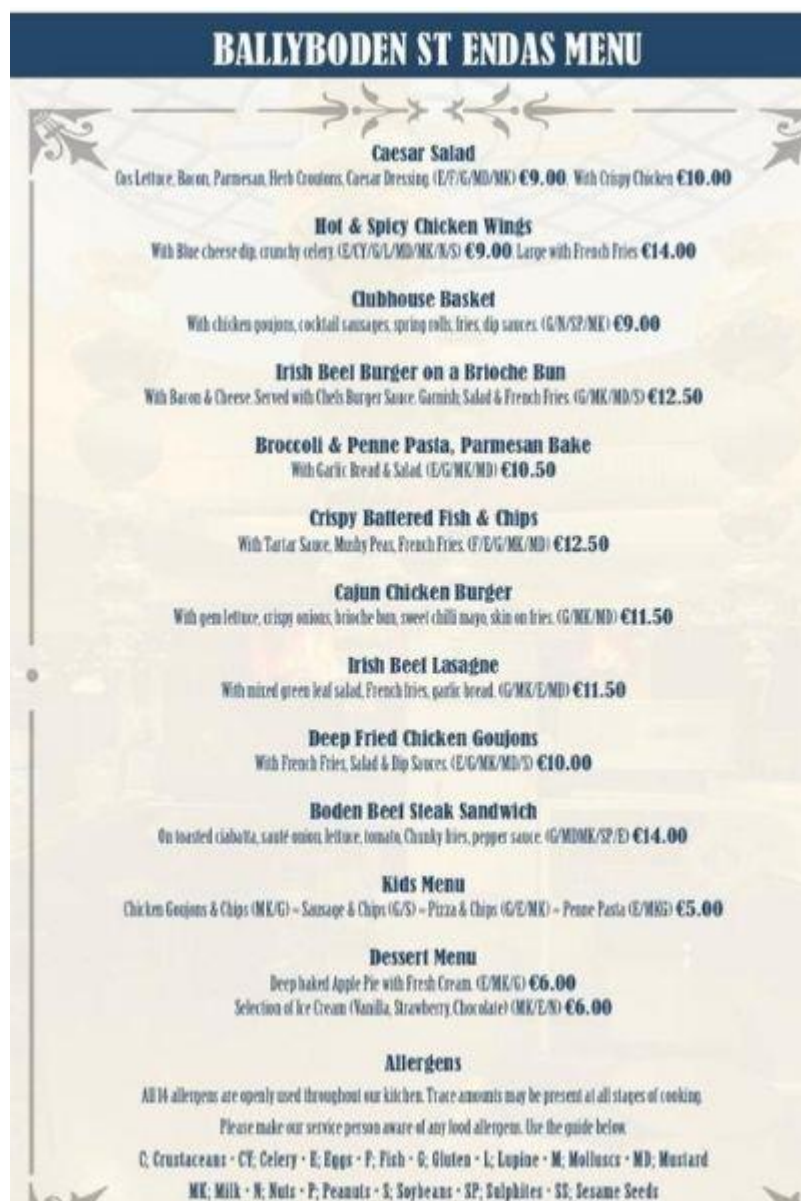 BALLYBODEN ST ENDAS MENU
Caesar Salad
Cos Lettuce, Bacon, Parmesan, Herb Croutons, Caesar Dressing. (E/F/G/MD/MK) €9.00. With Crispy Chicken €10.00
Hot & Spicy Chicken Wings
With Blue cheese dip, crunchy celery. (E/CY/G/L/MD/MK/N/S) €9.00. Large with French Fries €14.00
Clubhouse Basket
With chicken goujons, cocktail sausages, spring rolls, fries, dip sauces. (G/N/SP/MK) €9.00
Irish Beef Burger on a Brioche Bun
With Bacon & Cheese. Served with Chefs Burger Sauce. Garnish; Salad & French Fries. (G/MK/MD/S) €12.50
Broccoli & Penne Pasta, Parmesan Bake
With Garlic Bread & Salad. (E/G/MK/MD) €10.50
Crispy Battered Fish & Chips
With Tartar Sauce, Mushy Peas, French Fries. (F/E/G/MK/MD) €12.50
Cajun Chicken Burger
With gem lettuce, crispy onions, brioche bun, sweet chilli mayo, skin on fries. (G/MK/MD) €11.50
Irish Beef Lasagne
With mixed green leaf salad, French fries, garlic bread. (G/MK/E/MD) €11.50
Deep Fried Chicken Goujons
With French Fries, Salad & Dip Sauces. (E/G/MK/MD/S) €10.00
Boden Beef Steak Sandwich
On toasted ciabatta, sauté onion, lettuce, tomato, Chunky fries, pepper sauce. (G/MDMK/SP/E) €14.00
Kids Menu
Chicken Goujons & Chips (MK/G) – Sausage & Chips (G/S) – Pizza & Chips (G/E/MK) – Penne Pasta (E/MKG) €5.00
Dessert Menu
Deep baked Apple Pie with Fresh Cream. (E/MK/G) €6.00
Selection of Ice Cream (Vanilla, Strawberry, Chocolate) (MK/E/N) €6.00
Allergens
All 14 allergens are openly used throughout our kitchen. Trace amounts may be present at all stages of cooking.
Please make our service person aware of any food allergens. Use the guide below
C; Crustaceans · CY; Celery · E; Eggs · F; Fish · G; Gluten · L; Lupine · M; Molluscs · MD; Mustard
MK; Milk · N; Nuts · P; Peanuts · S; Soybeans · SP; Sulphites · SS; Sesame Seeds